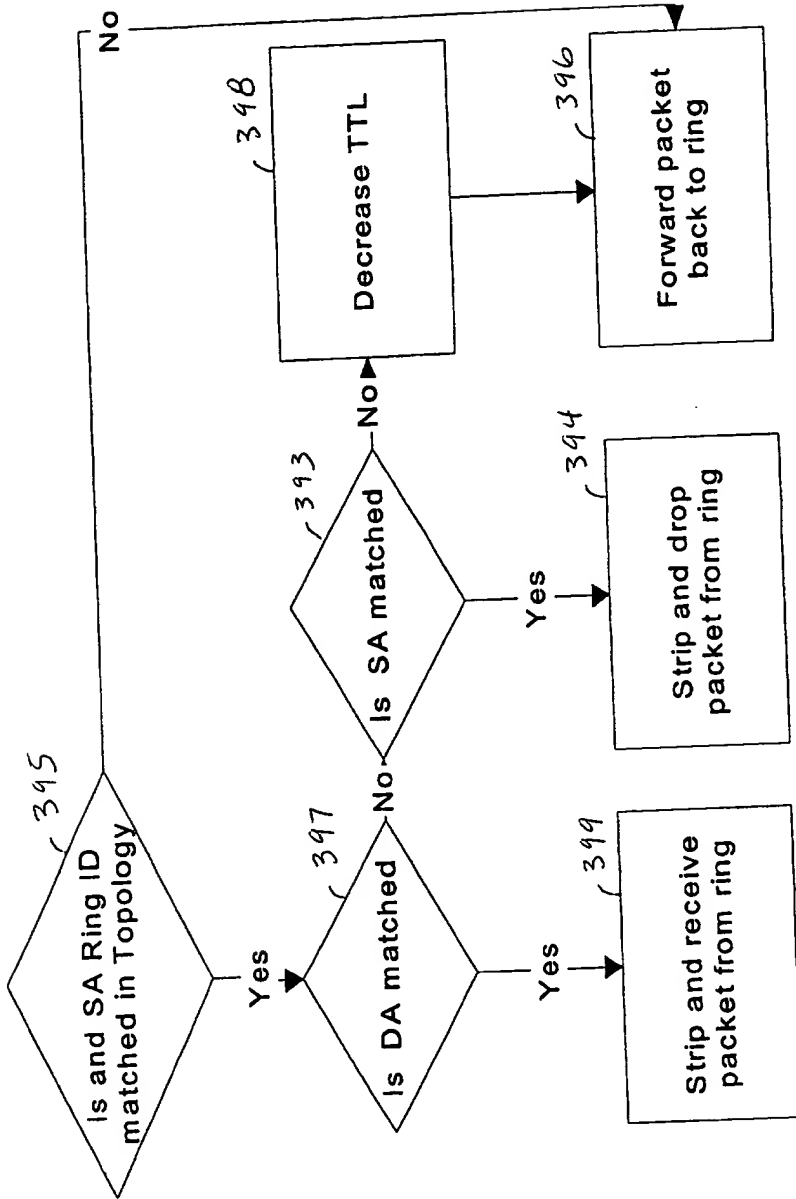 395
Is and SA Ring ID
matched in Topology
No
Yes
397
Is DA matched
No
393
Is SA matched
No
398
Decrease TTL
Yes
399
Strip and receive
packet from ring
Yes
394
Strip and drop
packet from ring
396
Forward packet
back to ring